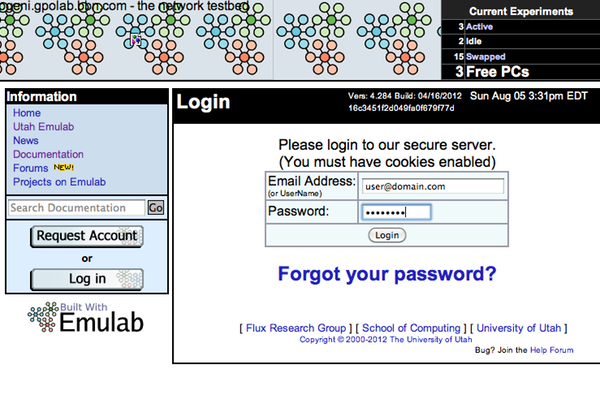 ogeni.gpolab.bbn.com - the network testbed
Current Experiments
3 Active
2 Idle
15 Swapped
3 Free PCs
Information
Home
Utah Emulab
News
Documentation
Forums NEW!
Projects on Emulab
Search Documentation Go
Request Account
or
Log in
Built With
Emulab
Login
Vers: 4.284 Build: 04/16/2012 Sun Aug 05 3:31pm EDT
16c3451f2d049fa0f679f77d
Please login to our secure server.
(You must have cookies enabled)
Email Address: user@domain.com
(or UserName)
Password: ••••••••
Login
Forgot your password?
[ Flux Research Group ] [ School of Computing ] [ University of Utah ]
Copyright © 2000-2012 The University of Utah
Bug? Join the Help Forum